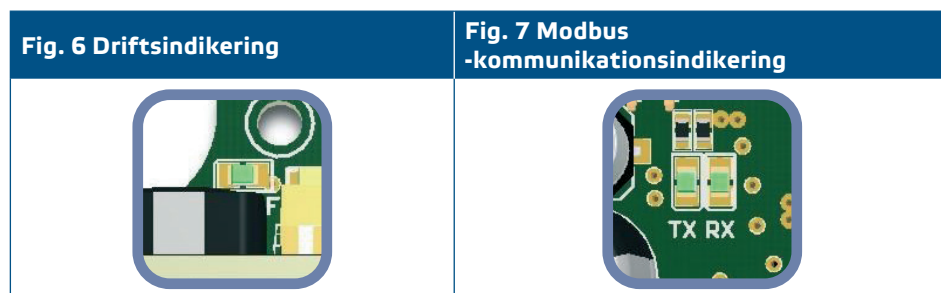 Fig. 6 Driftsindikering
Fig. 7 Modbus
-kommunikationsindikering
F
TX RX